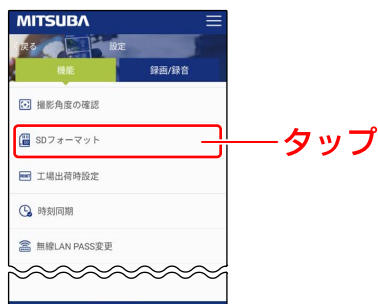 MITSUBA
戻る 設定
機能 録画/録音
撮影角度の確認
SDフォーマット
タップ
工場出荷時設定
時刻同期
無線LAN PASS変更